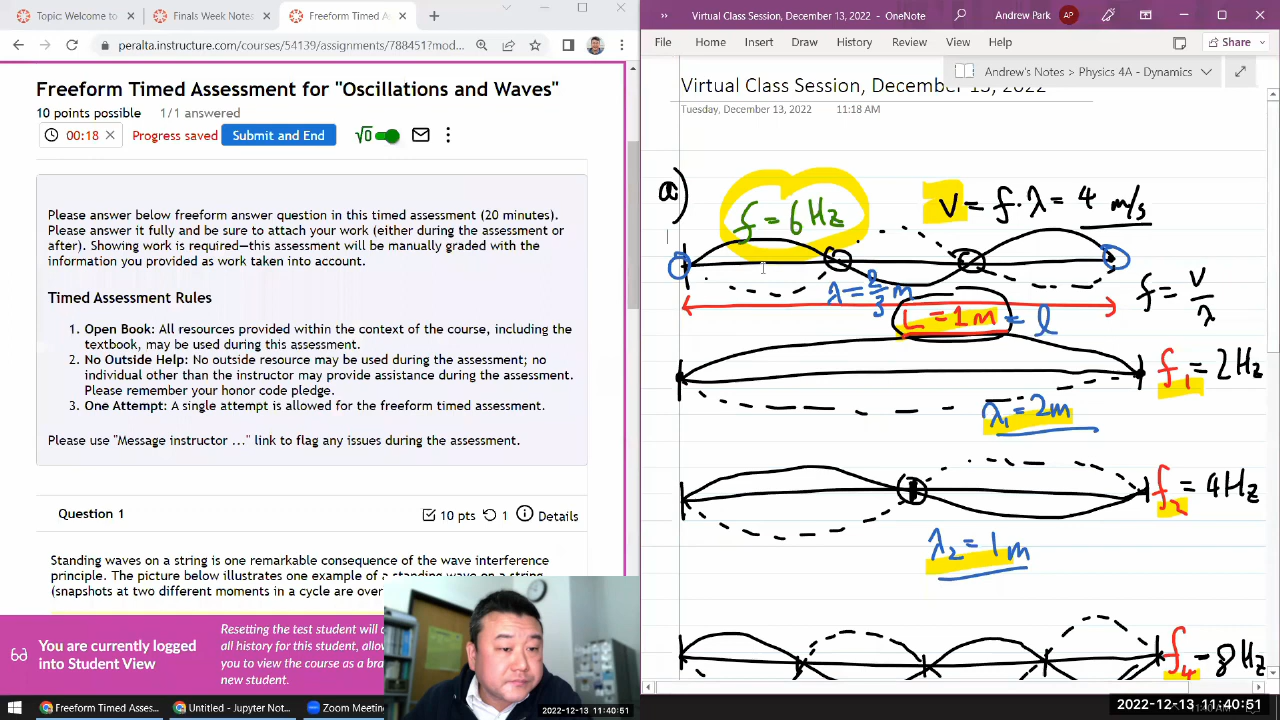 Topic Welcome to
Finals Week Notes
Freeform Timed A
peralta.instructure.com/courses/54139/assignments/788451?mod...
Freeform Timed Assessment for "Oscillations and Waves"
10 points possible 1/1 answered
00:18 Progress saved Submit and End √0
Please answer below freeform answer question in this timed assessment (20 minutes).
Please answer it fully and be sure to attach your work (either during the assessment or
after). Showing work is required—this assessment will be manually graded with the
information you provided as work taken into account.
Timed Assessment Rules
1. Open Book: All resources provided within the context of the course, including the
textbook, may be used during this assessment.
2. No Outside Help: No outside resource may be used during the assessment; no
individual other than the instructor may provide assistance during the assessment.
Please remember your honor code pledge.
3. One Attempt: A single attempt is allowed for the freeform timed assessment.
Please use "Message instructor ..." link to flag any issues during the assessment.
Question 1 10 pts 1 Details
Standing waves on a string is one remarkable consequence of the wave interference
principle. The picture below illustrates one example of a standing wave on a string
(snapshots at two different moments in a cycle are over
You are currently logged
into Student View
Resetting the test student will
all history for this student, allow
you to view the course as a bra
new student.
Freeform Timed Asses...
Untitled - Jupyter Not...
Zoom Meeting
2022-12-13 11:40:51
Virtual Class Session, December 13, 2022 - OneNote
Andrew Park AP
File Home Insert Draw History Review View Help Share
Andrew's Notes > Physics 4A - Dynamics
Virtual Class Session, December 13, 2022
Tuesday, December 13, 2022 11:18 AM
a)
f = 6 Hz
v = f·λ = 4 m/s
λ = 2/3 m
f = v/λ
L = 1m = l
f₁ = 2Hz
λ₁ = 2m
f₂ = 4Hz
λ₂ = 1m
f₄ = 8Hz
2022-12-13 11:40:51